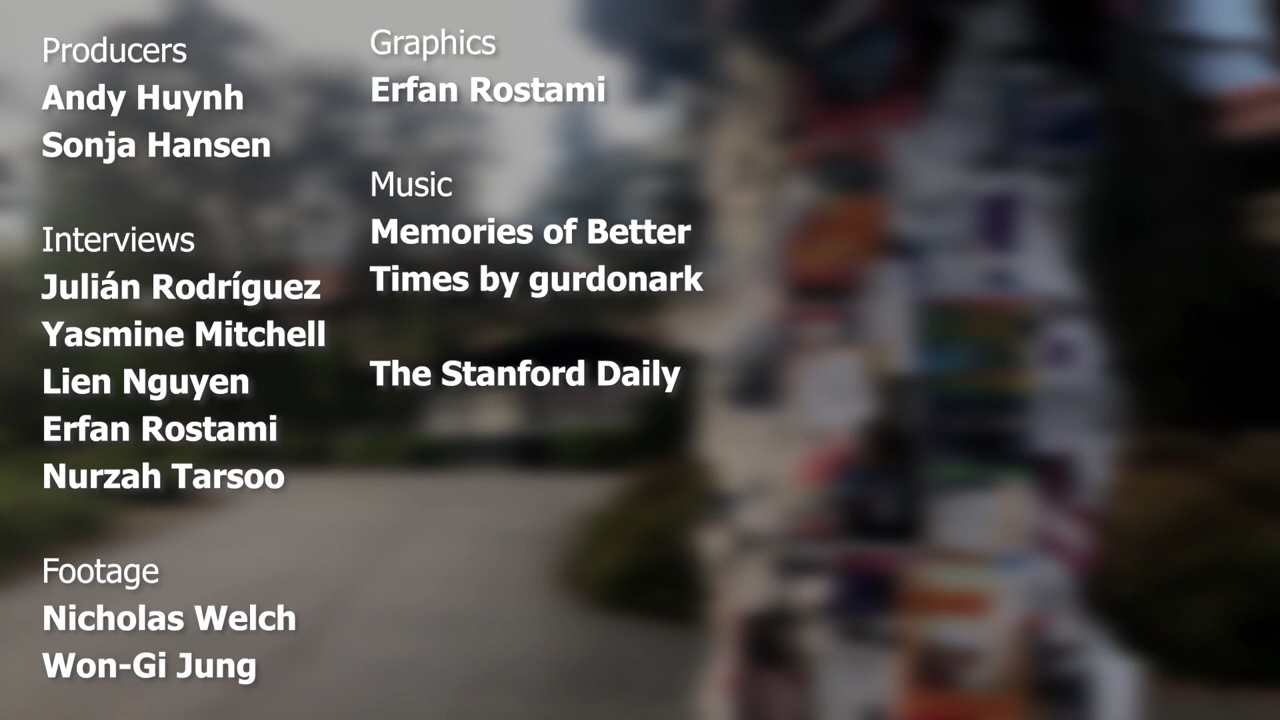 Producers
Andy Huynh
Sonja Hansen
Interviews
Julián Rodríguez
Yasmine Mitchell
Lien Nguyen
Erfan Rostami
Nurzah Tarsoo
Footage
Nicholas Welch
Won-Gi Jung
Graphics
Erfan Rostami
Music
Memories of Better
Times by gurdonark
The Stanford Daily